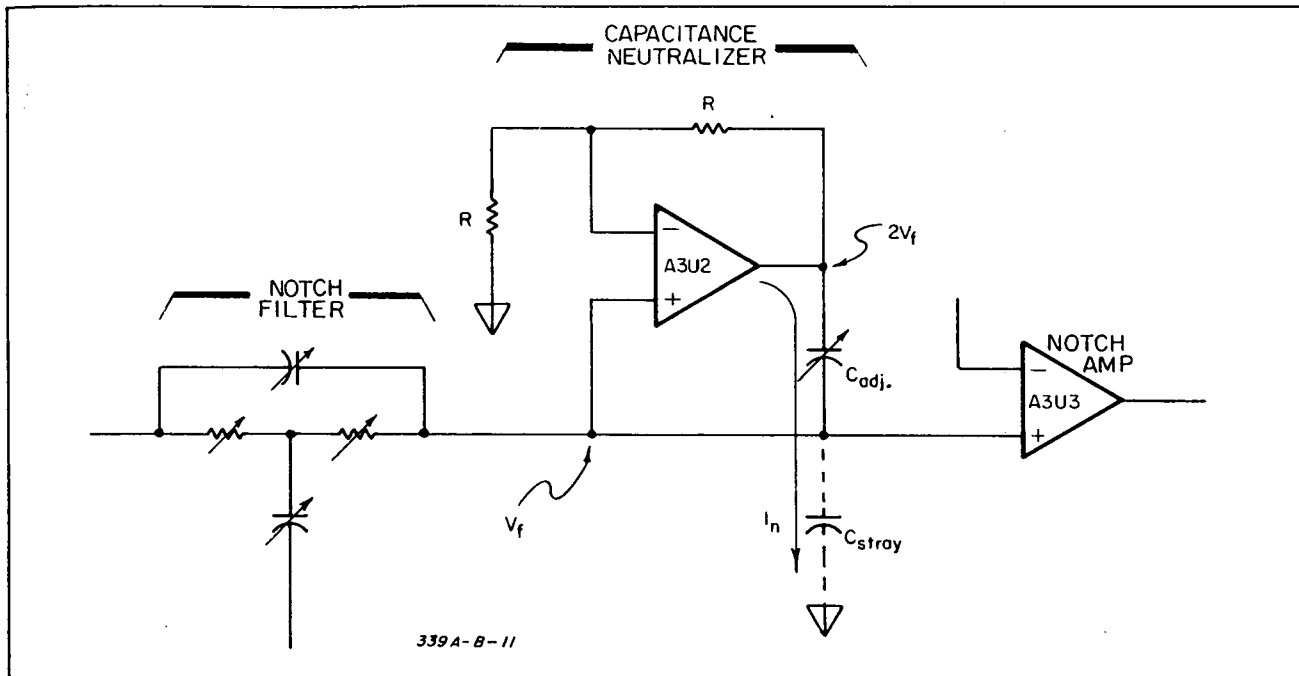 CAPACITANCE
NEUTRALIZER
R
R
2Vf
−
A3U2
+
NOTCH
FILTER
Cadj.
NOTCH
AMP
−
A3U3
+
Vf
In
Cstray
339A-B-11